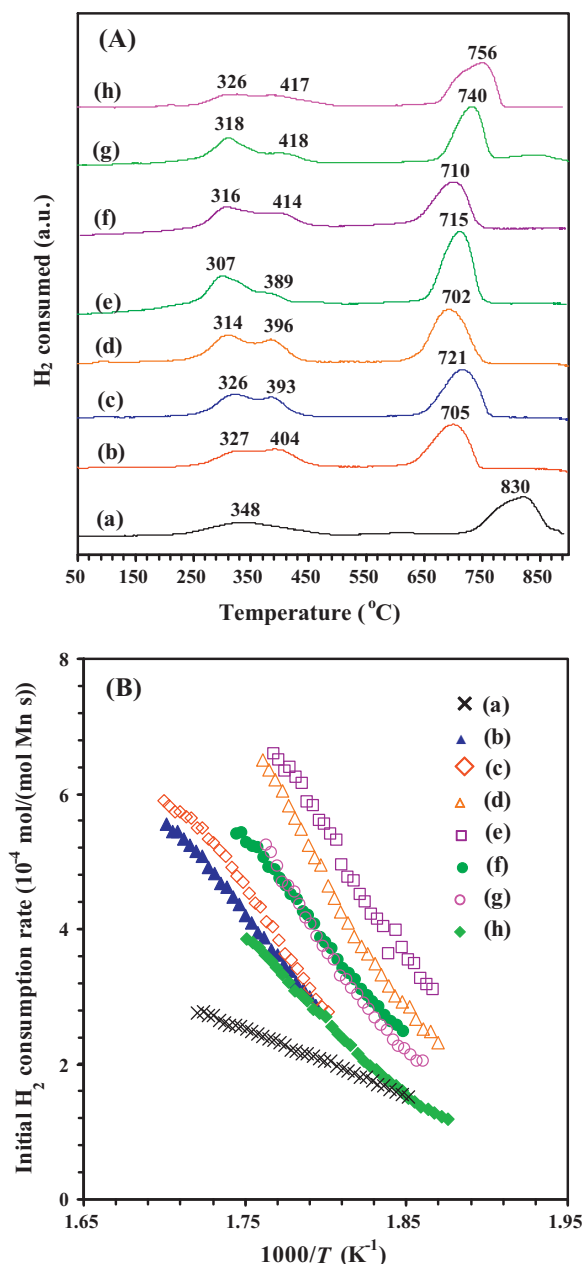 (A)
756
(h) 326 417
740
(g) 318 418
710
(f) 316 414
715
(e) 307 389
702
(d) 314 396
721
(c) 326 393
705
(b) 327 404
830
(a) 348
H2 consumed (a.u.)
50 150 250 350 450 550 650 750 850
Temperature (°C)
(B)
8
6
4
2
0
(a)
(b)
(c)
(d)
(e)
(f)
(g)
(h)
Initial H2 consumption rate (10-4 mol/(mol Mn s))
1.65 1.75 1.85 1.95
1000/T (K-1)